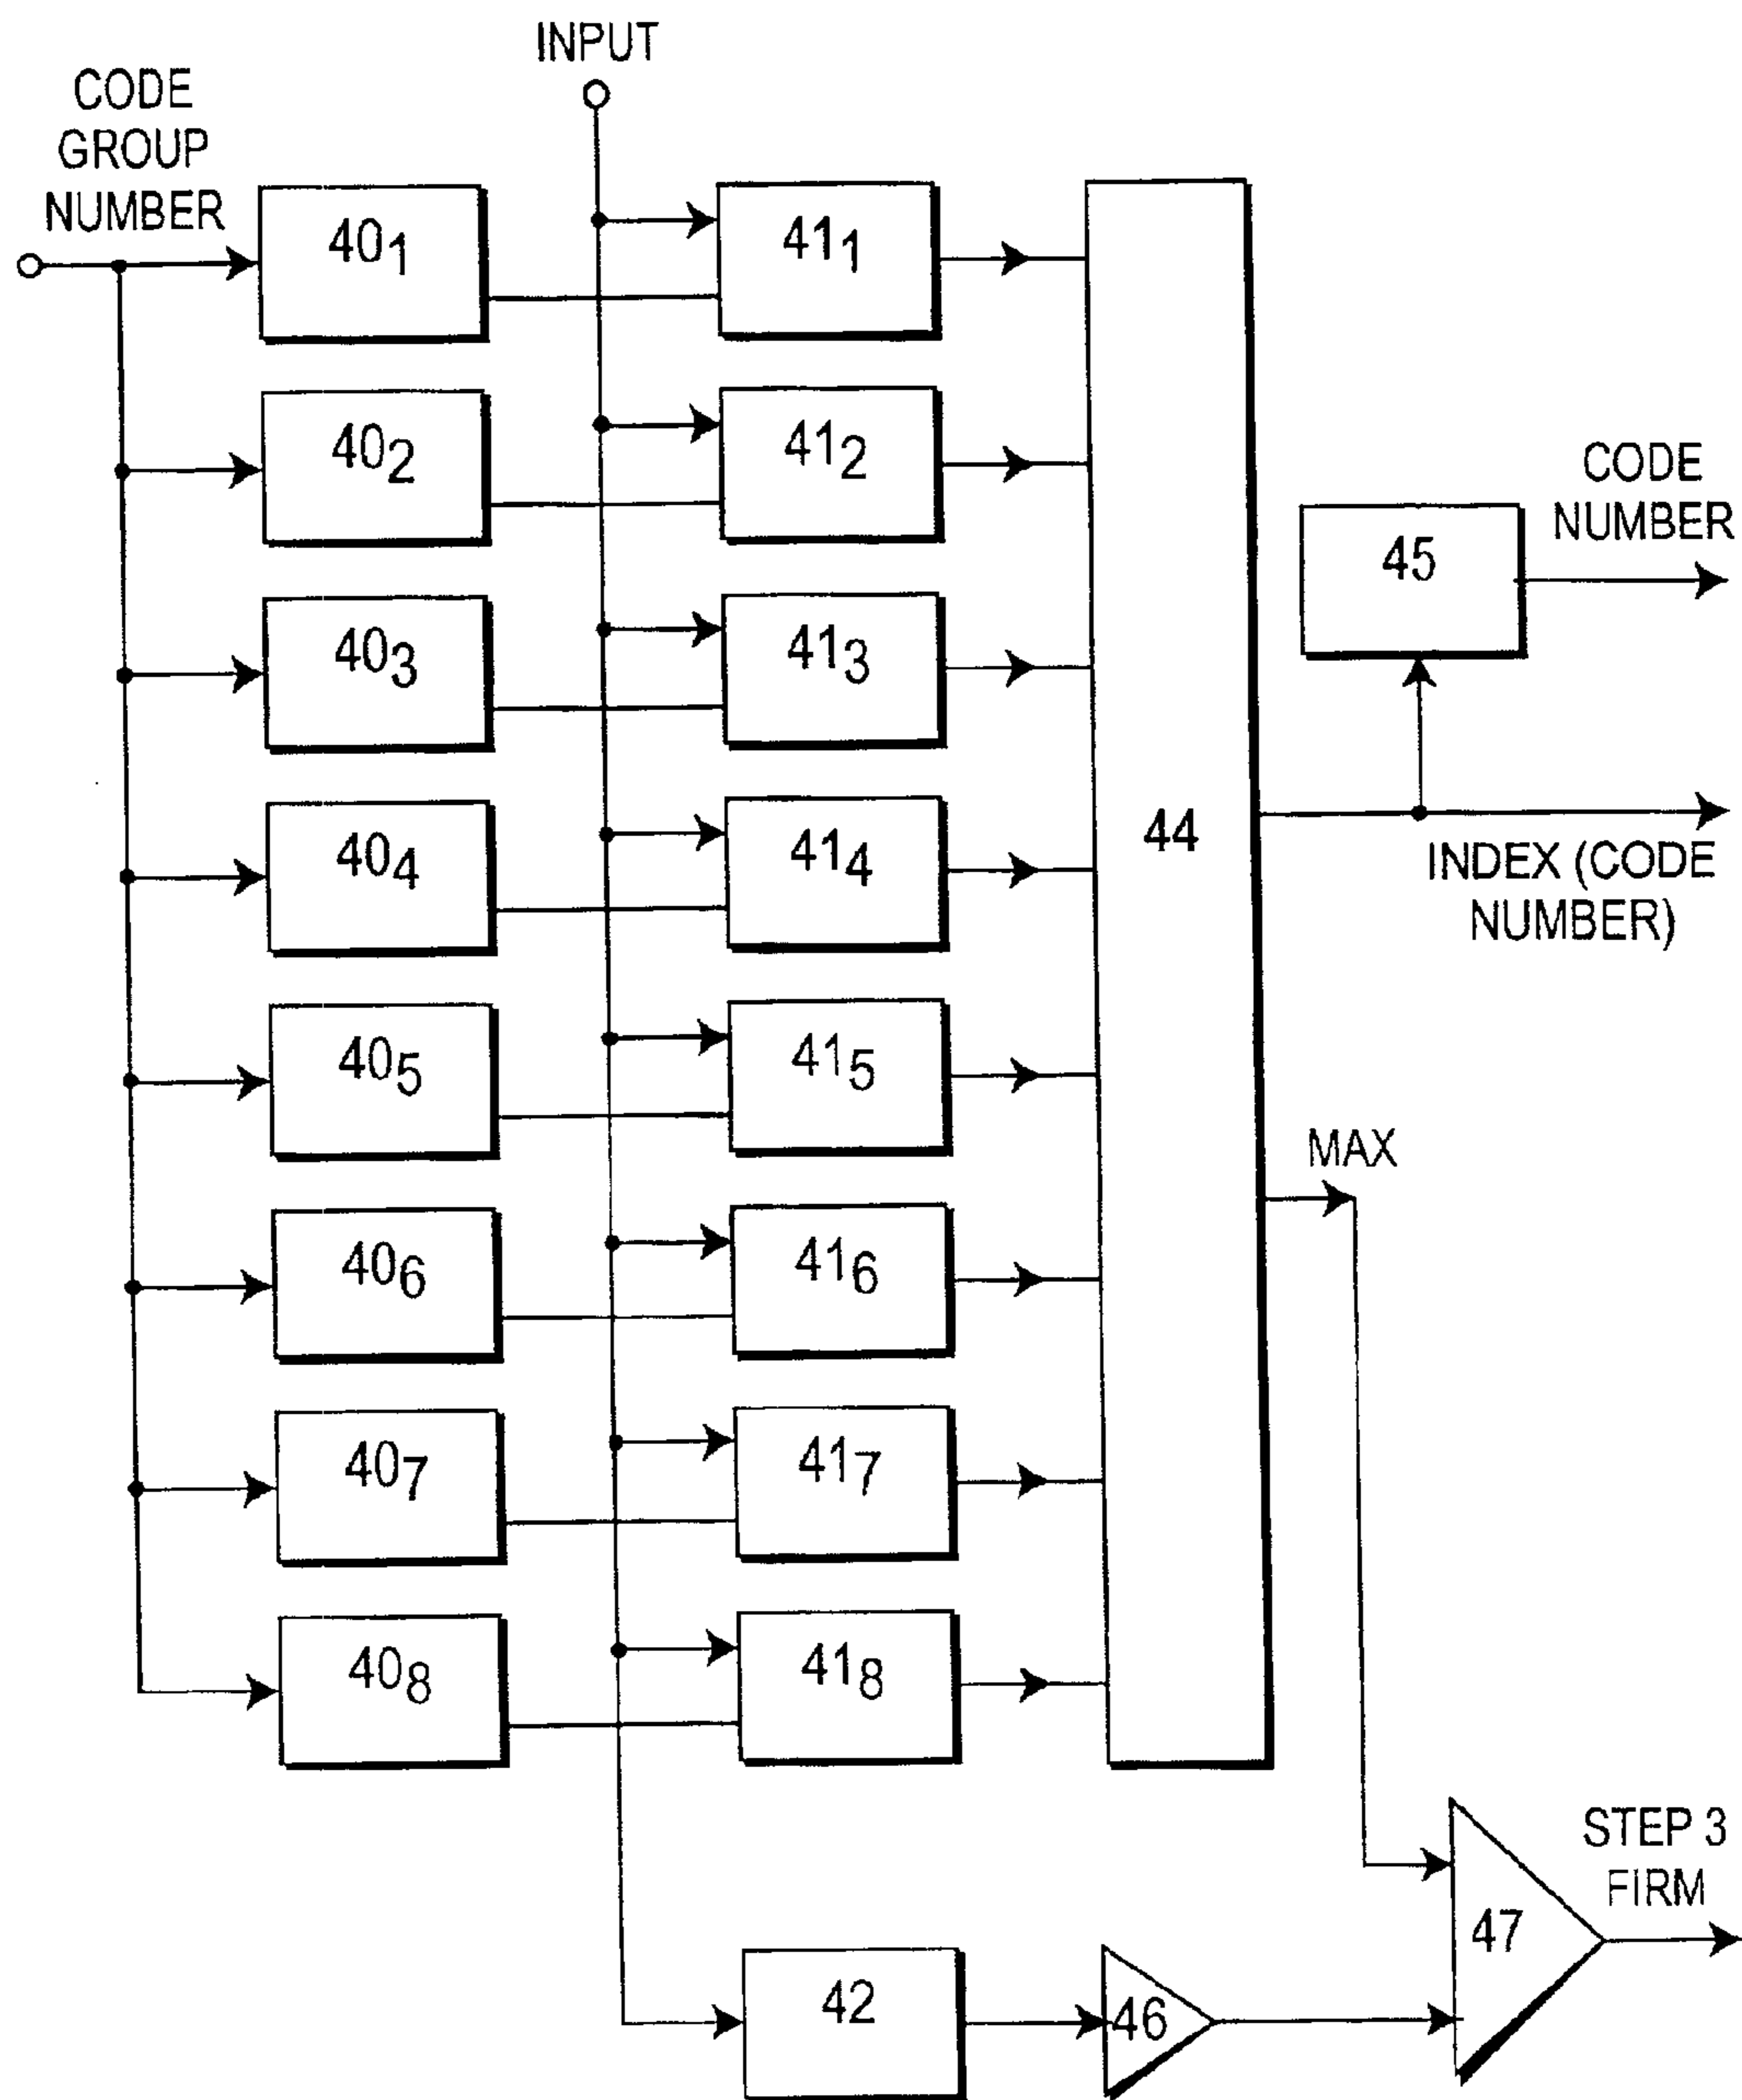 INPUT
CODE
GROUP
NUMBER
40₁ 41₁
40₂ 41₂
CODE
NUMBER
45
40₃ 41₃
44
40₄ 41₄
INDEX (CODE
NUMBER)
40₅ 41₅
MAX
40₆ 41₆
40₇ 41₇
40₈ 41₈
STEP 3
FIRM
47
42 46